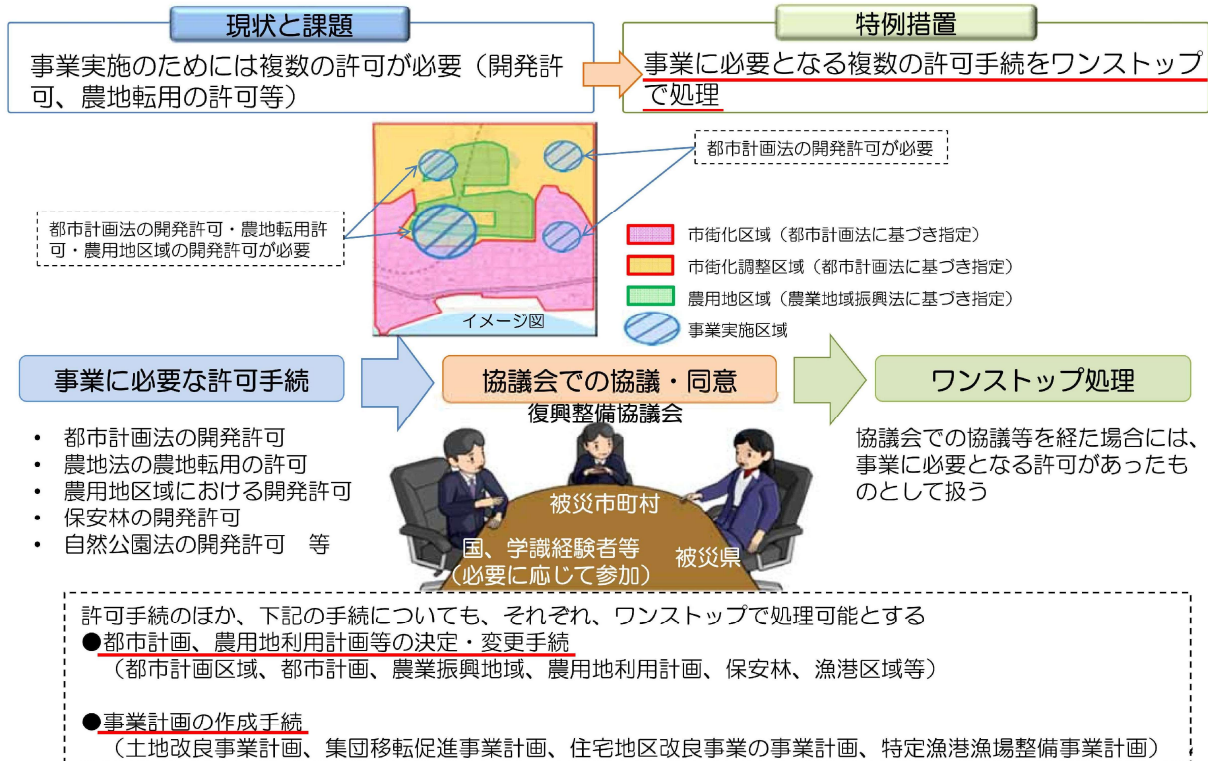 現状と課題
事業実施のためには複数の許可が必要（開発許
可、農地転用の許可等）
特例措置
事業に必要となる複数の許可手続をワンストップ
で処理
都市計画法の開発許可が必要
都市計画法の開発許可・農地転用許
可・農用地区域の開発許可が必要
イメージ図
市街化区域（都市計画法に基づき指定）
市街化調整区域（都市計画法に基づき指定）
農用地区域（農業地域振興法に基づき指定）
事業実施区域
事業に必要な許可手続
・ 都市計画法の開発許可
・ 農地法の農地転用の許可
・ 農用地区域における開発許可
・ 保安林の開発許可
・ 自然公園法の開発許可　等
協議会での協議・同意
復興整備協議会
被災市町村
国、学識経験者等
（必要に応じて参加）
被災県
ワンストップ処理
協議会での協議等を経た場合には、
事業に必要となる許可があったも
のとして扱う
許可手続のほか、下記の手続についても、それぞれ、ワンストップで処理可能とする
●都市計画、農用地利用計画等の決定・変更手続
（都市計画区域、都市計画、農業振興地域、農用地利用計画、保安林、漁港区域等）
●事業計画の作成手続
（土地改良事業計画、集団移転促進事業計画、住宅地区改良事業の事業計画、特定漁港漁場整備事業計画）